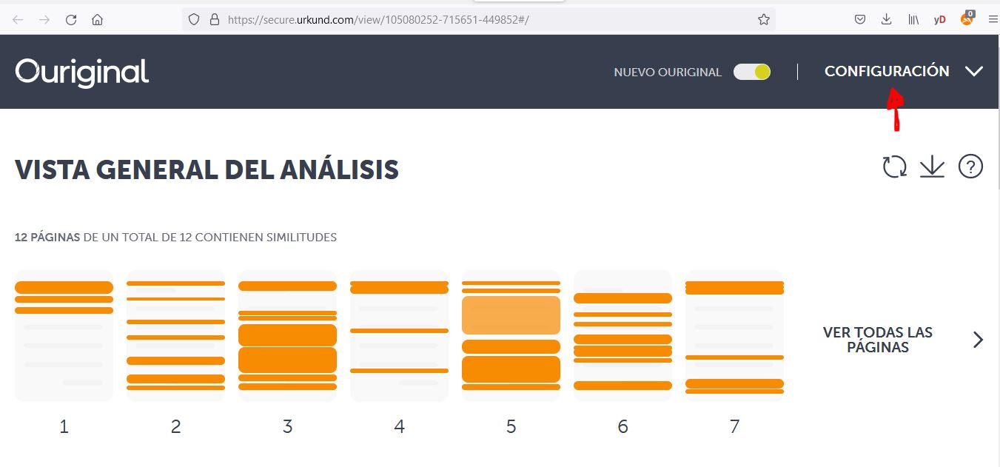 https://secure.urkund.com/view/105080252-715651-449852#/
yD
0
Ouriginal
NUEVO OURIGINAL
CONFIGURACIÓN
VISTA GENERAL DEL ANÁLISIS
?
12 PÁGINAS DE UN TOTAL DE 12 CONTIENEN SIMILITUDES
VER TODAS LAS
PÁGINAS
1 2 3 4 5 6 7